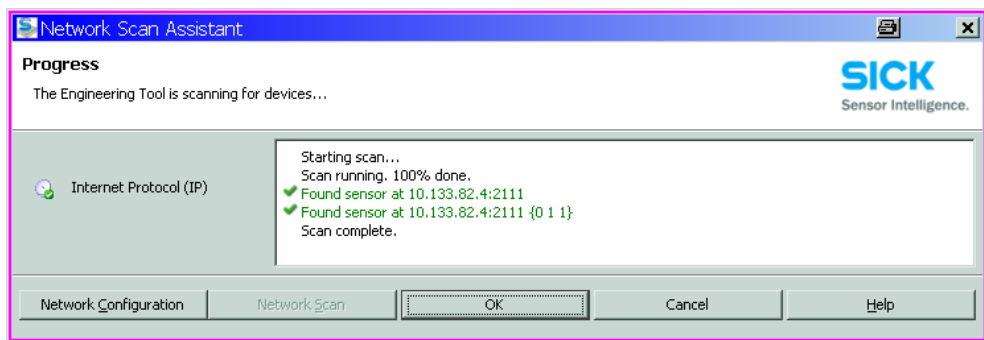 Network Scan Assistant
Progress
The Engineering Tool is scanning for devices...
SICK
Sensor Intelligence.
Internet Protocol (IP)
Starting scan...
Scan running. 100% done.
Found sensor at 10.133.82.4:2111
Found sensor at 10.133.82.4:2111 {0 1 1}
Scan complete.
Network Configuration
Network Scan
OK
Cancel
Help